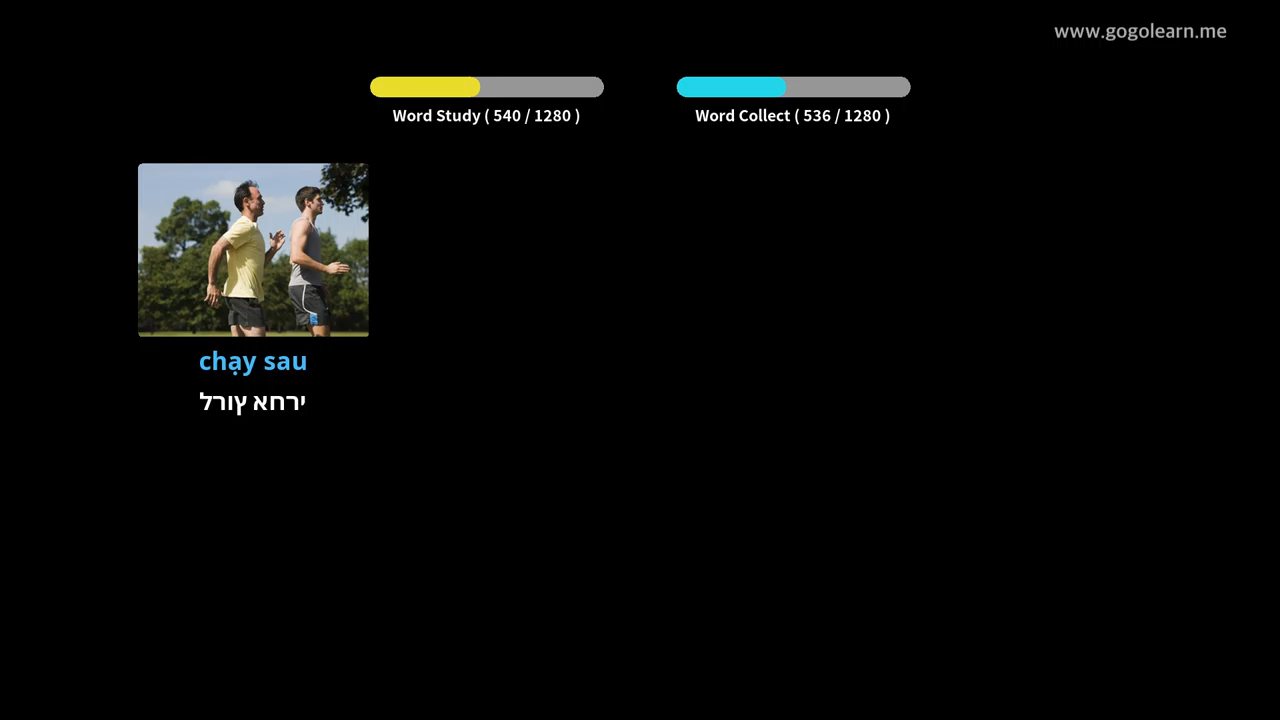 www.gogolearn.me
Word Study ( 540 / 1280 )
Word Collect ( 536 / 1280 )
chạy sau
לרוץ אחרי